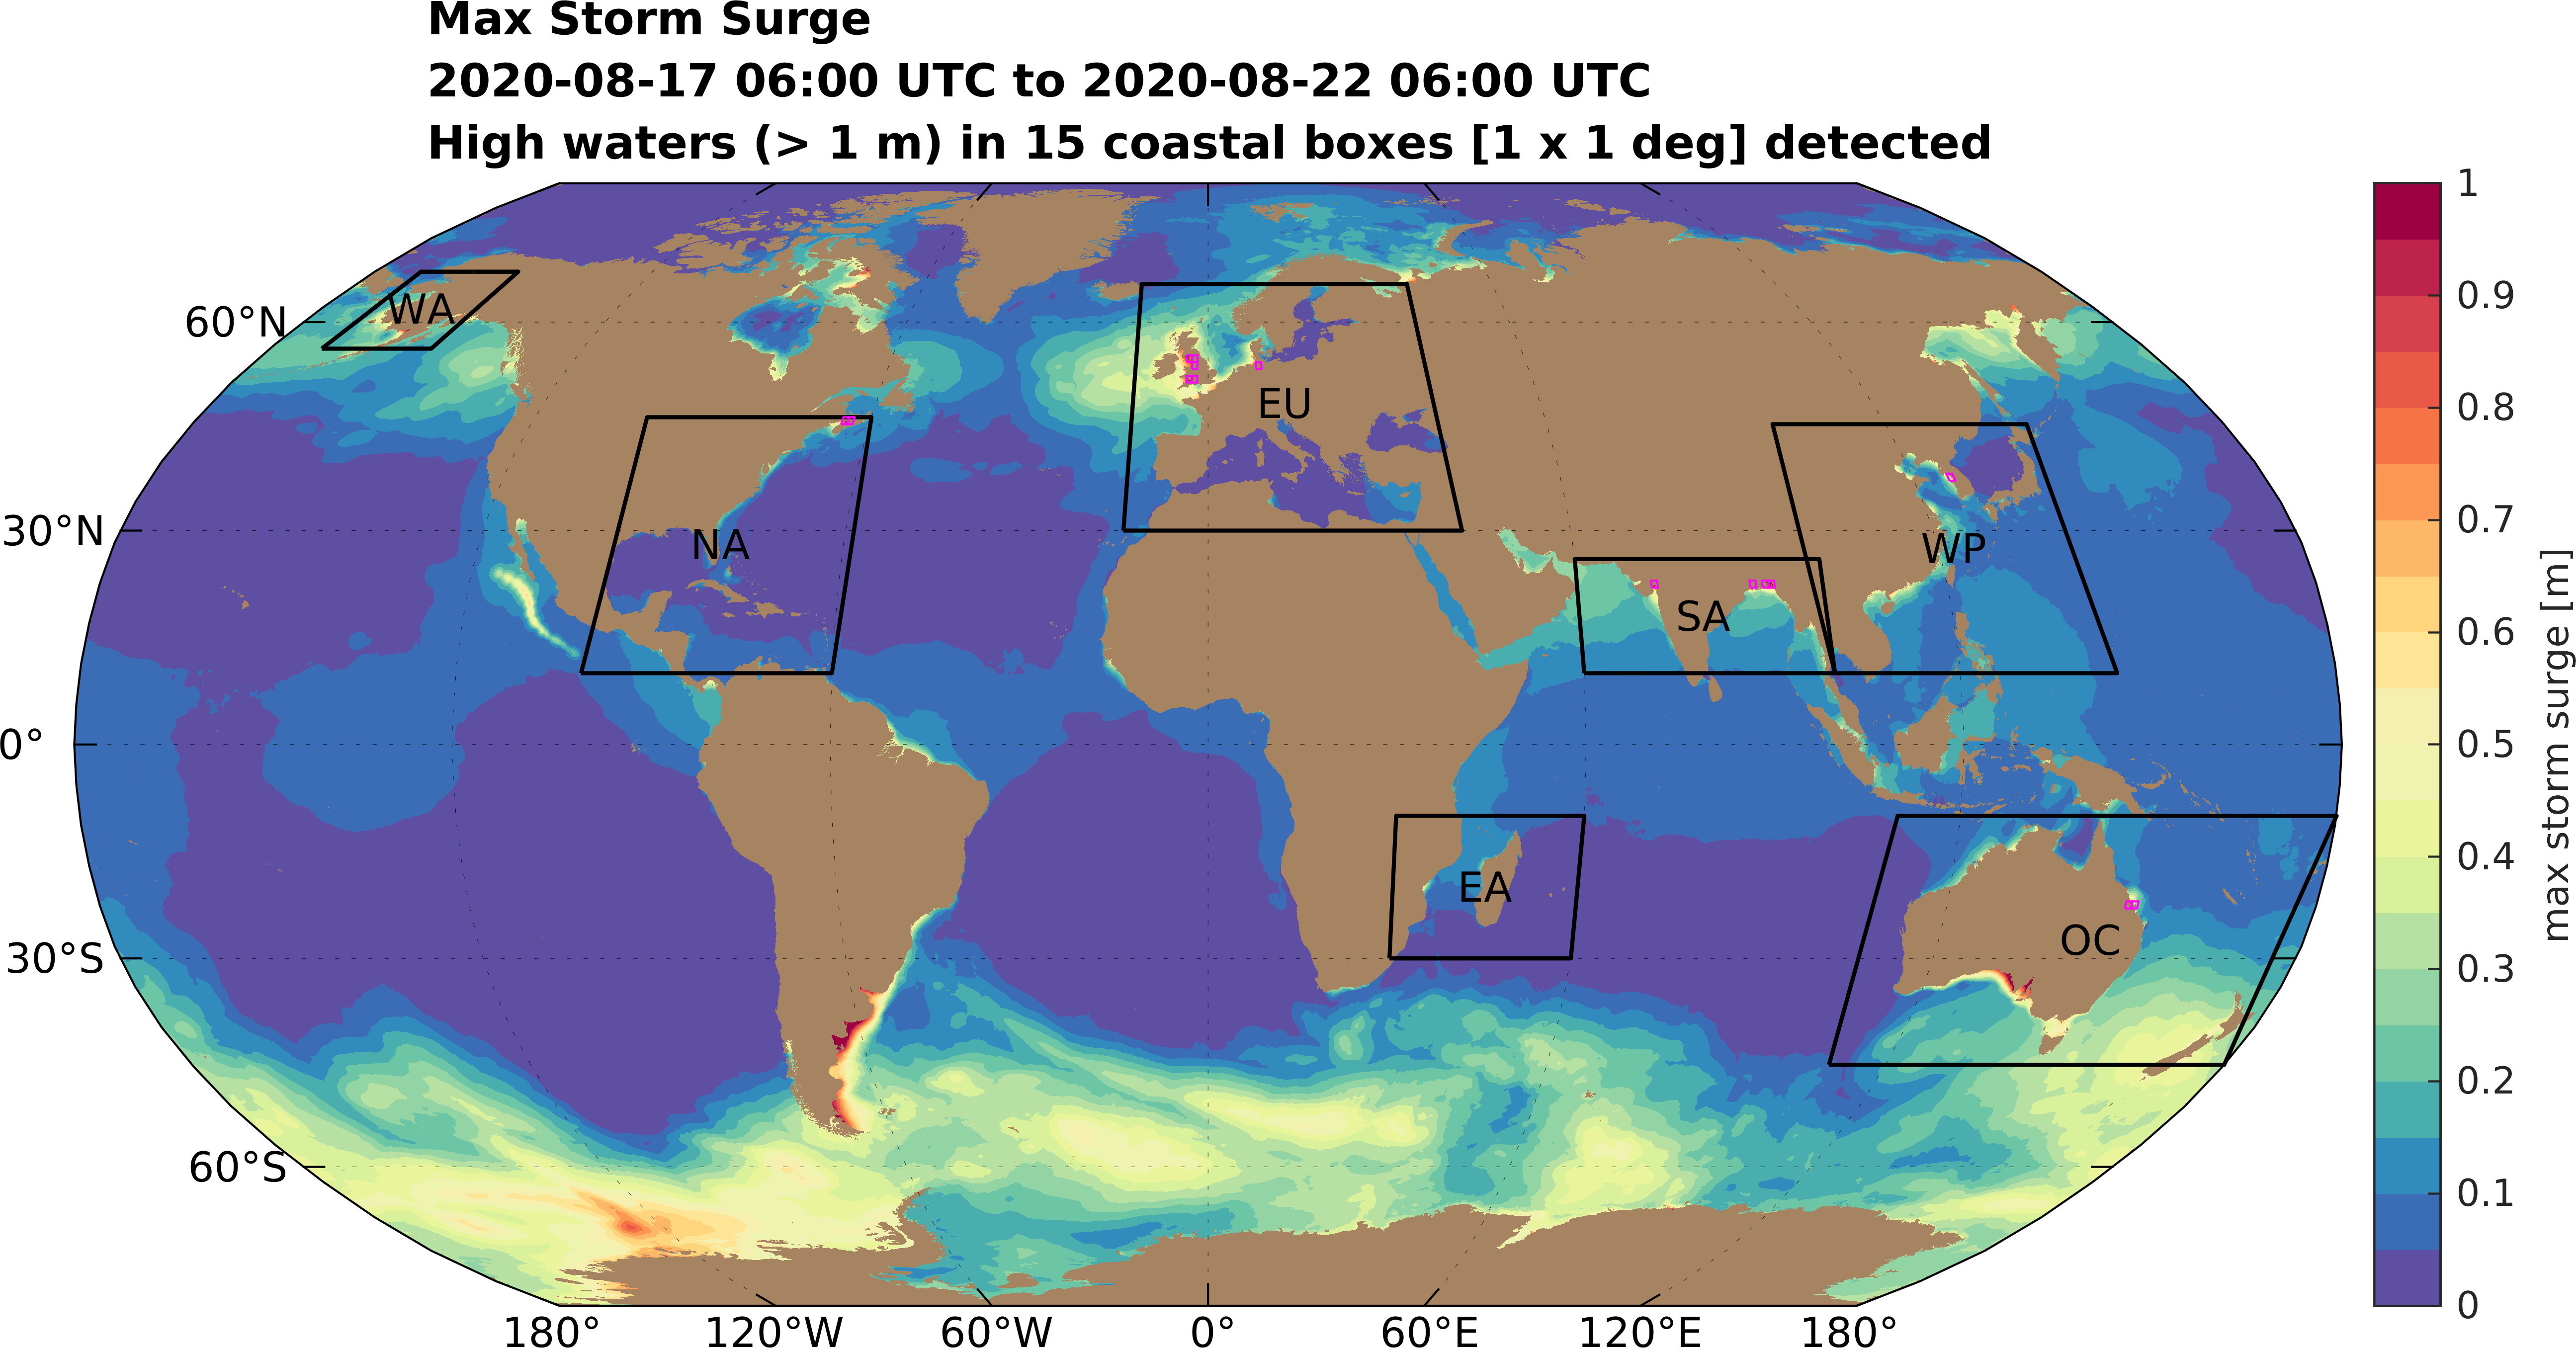 Max Storm Surge
2020-08-17 06:00 UTC to 2020-08-22 06:00 UTC
High waters (> 1 m) in 15 coastal boxes [1 x 1 deg] detected
60°N
30°N
0°
30°S
60°S
WA
NA
EU
SA
WP
EA
OC
180°
120°W
60°W
0°
60°E
120°E
180°
1
0.9
0.8
0.7
0.6
0.5
0.4
0.3
0.2
0.1
0
max storm surge [m]